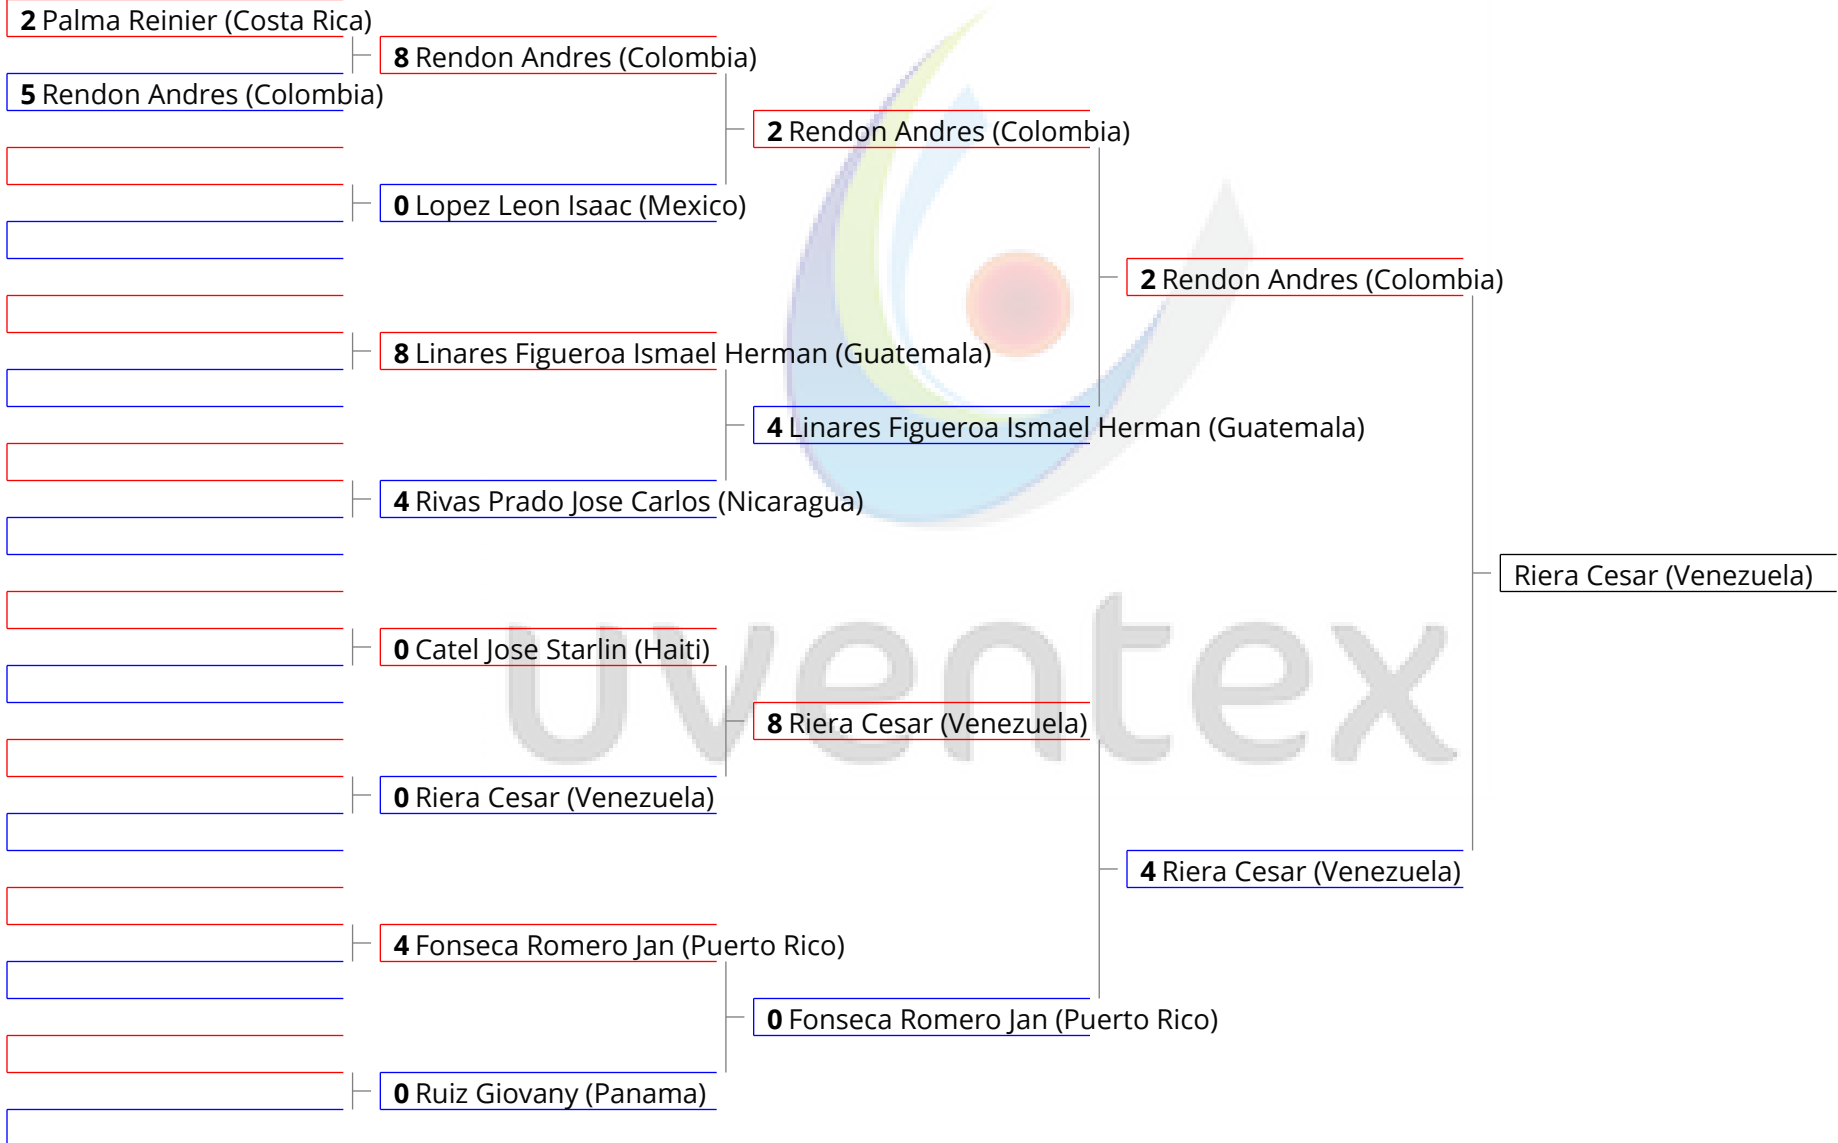 2 Palma Reinier (Costa Rica)
8 Rendon Andres (Colombia)
5 Rendon Andres (Colombia)
2 Rendon Andres (Colombia)
0 Lopez Leon Isaac (Mexico)
2 Rendon Andres (Colombia)
8 Linares Figueroa Ismael Herman (Guatemala)
4 Linares Figueroa Ismael Herman (Guatemala)
4 Rivas Prado Jose Carlos (Nicaragua)
Riera Cesar (Venezuela)
0 Catel Jose Starlin (Haiti)
uventex
8 Riera Cesar (Venezuela)
0 Riera Cesar (Venezuela)
4 Riera Cesar (Venezuela)
4 Fonseca Romero Jan (Puerto Rico)
0 Fonseca Romero Jan (Puerto Rico)
0 Ruiz Giovany (Panama)